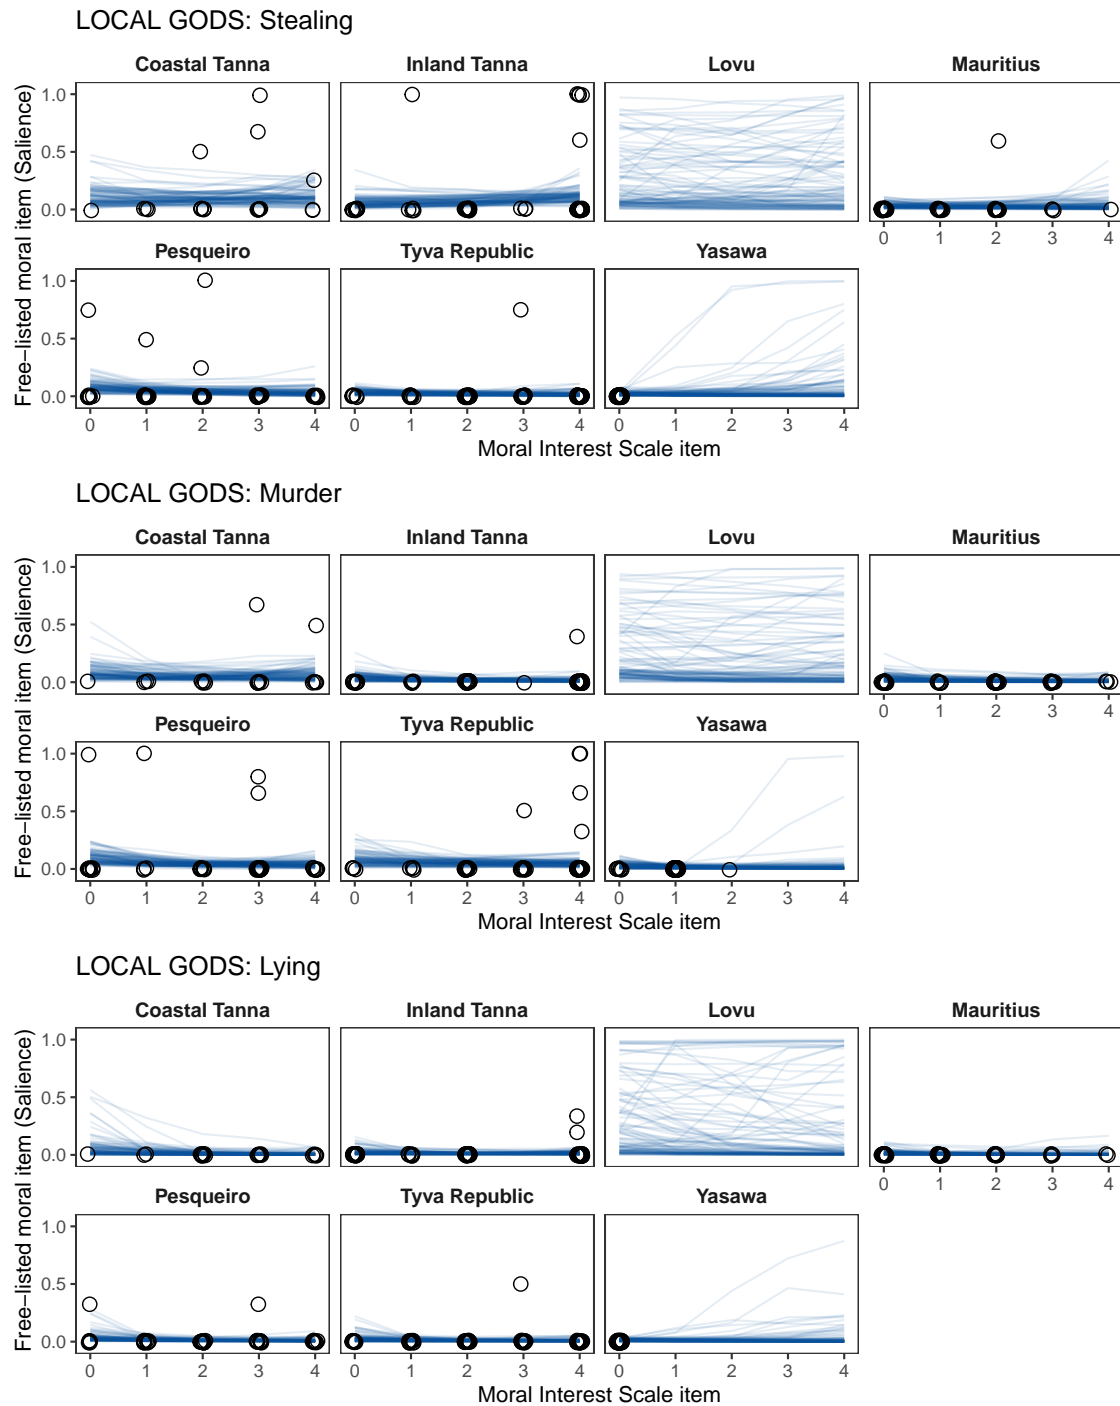 LOCAL GODS: Stealing
Coastal Tanna Inland Tanna Lovu Mauritius
Free−listed moral item (Salience)
1.0
0.5
0.0
0 1 2 3 4
Pesqueiro Tyva Republic Yasawa
1.0
0.5
0.0
0 1 2 3 4 0 1 2 3 4 0 1 2 3 4
Moral Interest Scale item
LOCAL GODS: Murder
Coastal Tanna Inland Tanna Lovu Mauritius
Free−listed moral item (Salience)
1.0
0.5
0.0
0 1 2 3 4
Pesqueiro Tyva Republic Yasawa
1.0
0.5
0.0
0 1 2 3 4 0 1 2 3 4 0 1 2 3 4
Moral Interest Scale item
LOCAL GODS: Lying
Coastal Tanna Inland Tanna Lovu Mauritius
Free−listed moral item (Salience)
1.0
0.5
0.0
0 1 2 3 4
Pesqueiro Tyva Republic Yasawa
1.0
0.5
0.0
0 1 2 3 4 0 1 2 3 4 0 1 2 3 4
Moral Interest Scale item